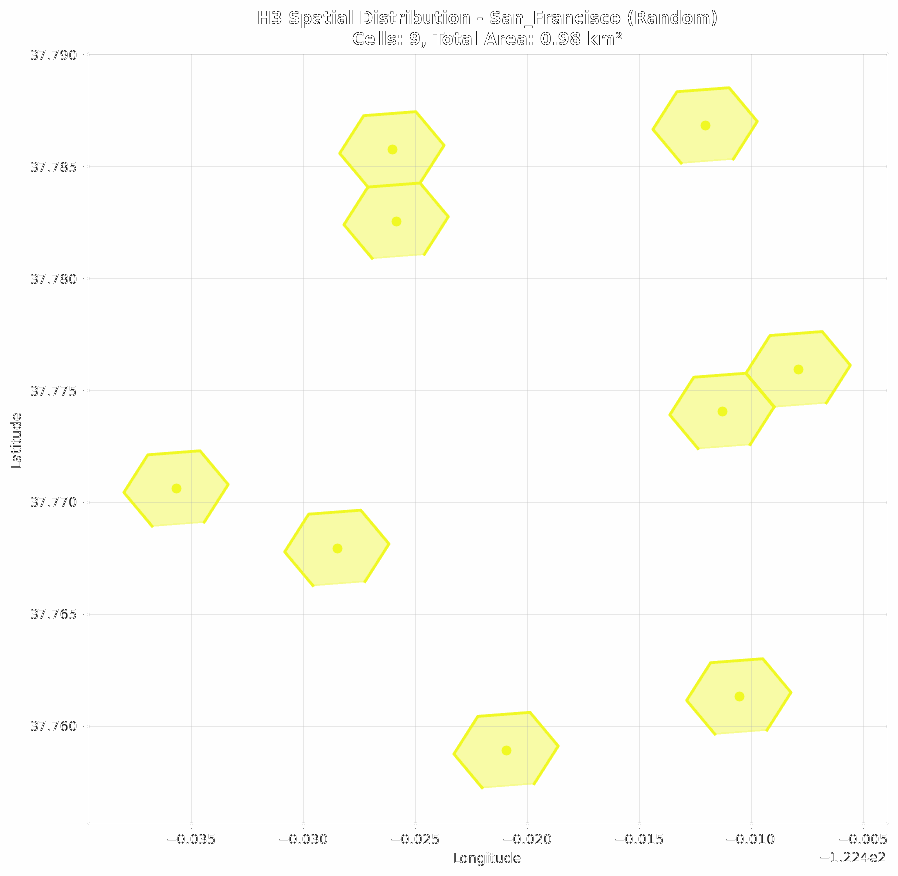 H3 Spatial Distribution - San_Francisco (Random)
Cells: 9, Total Area: 0.98 km²
37.790
37.785
37.780
37.775
37.770
37.765
37.760
Latitude
−0.035
−0.030
−0.025
−0.020
−0.015
−0.010
−0.005
Longitude
−1.224e2